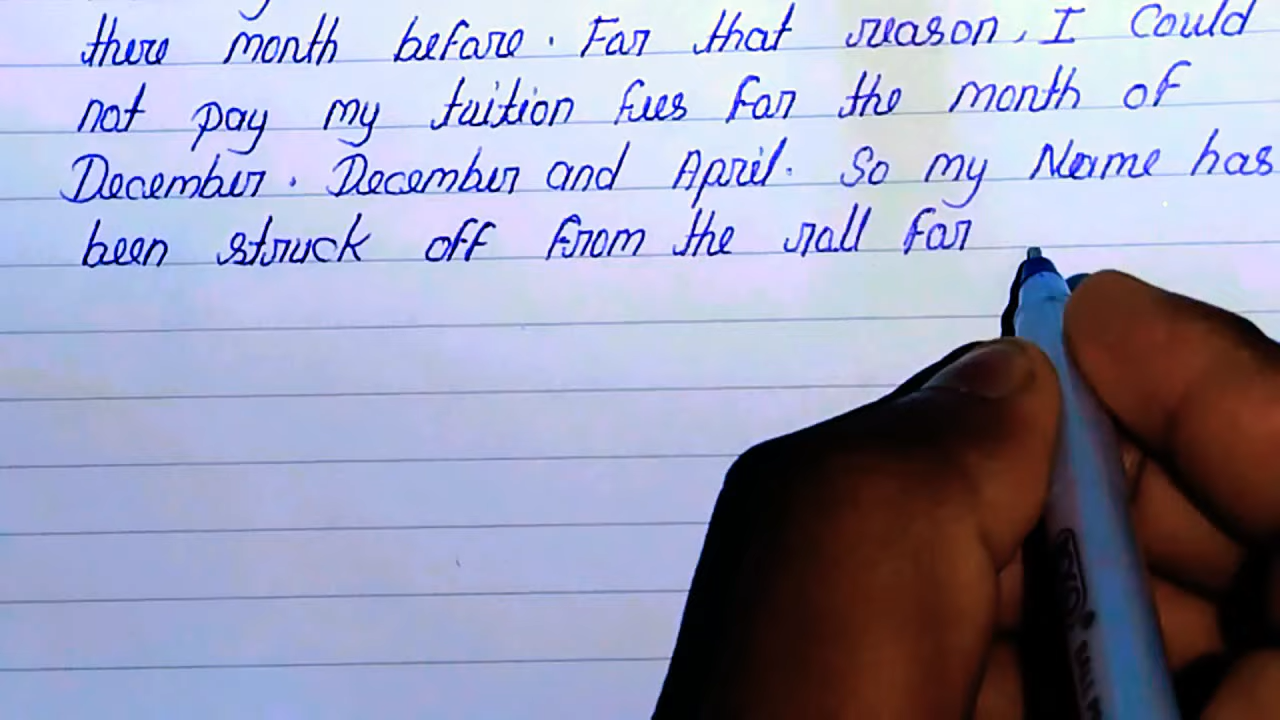 there month before. For that reason, I could
not pay my tuition fees for the month of
December. December and April. So my Name has
been struck off from the roll for